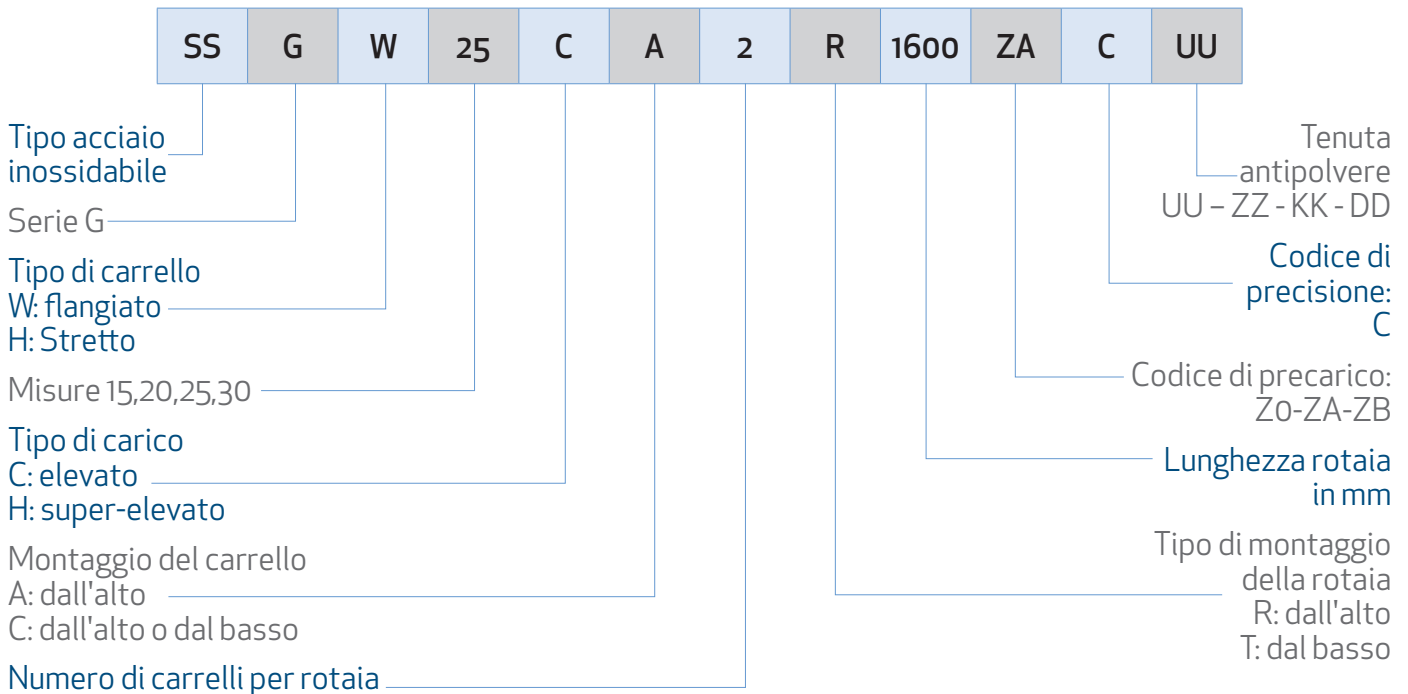 SS G W 25 C A 2 R 1600 ZA C UU
Tipo acciaio
inossidabile
Serie G
Tipo di carrello
W: flangiato
H: Stretto
Misure 15,20,25,30
Tipo di carico
C: elevato
H: super-elevato
Montaggio del carrello
A: dall'alto
C: dall'alto o dal basso
Numero di carrelli per rotaia
Tenuta
antipolvere
UU – ZZ - KK - DD
Codice di
precisione:
C
Codice di precarico:
Z0-ZA-ZB
Lunghezza rotaia
in mm
Tipo di montaggio
della rotaia
R: dall'alto
T: dal basso